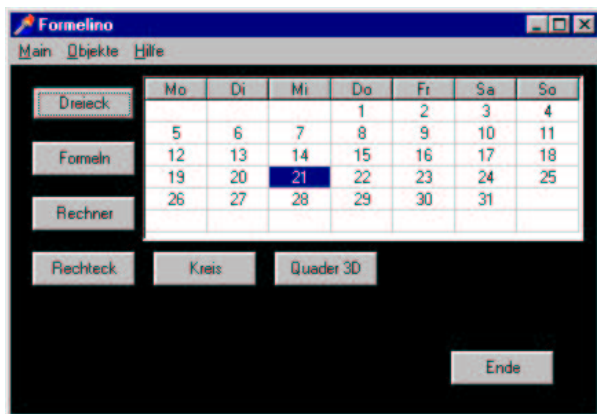 Formelino
Main Objekte Hilfe
Dreieck
Formeln
Rechner
Mo Di Mi Do Fr Sa So
1 2 3 4
5 6 7 8 9 10 11
12 13 14 15 16 17 18
19 20 21 22 23 24 25
26 27 28 29 30 31
Rechteck Kreis Quader 3D
Ende